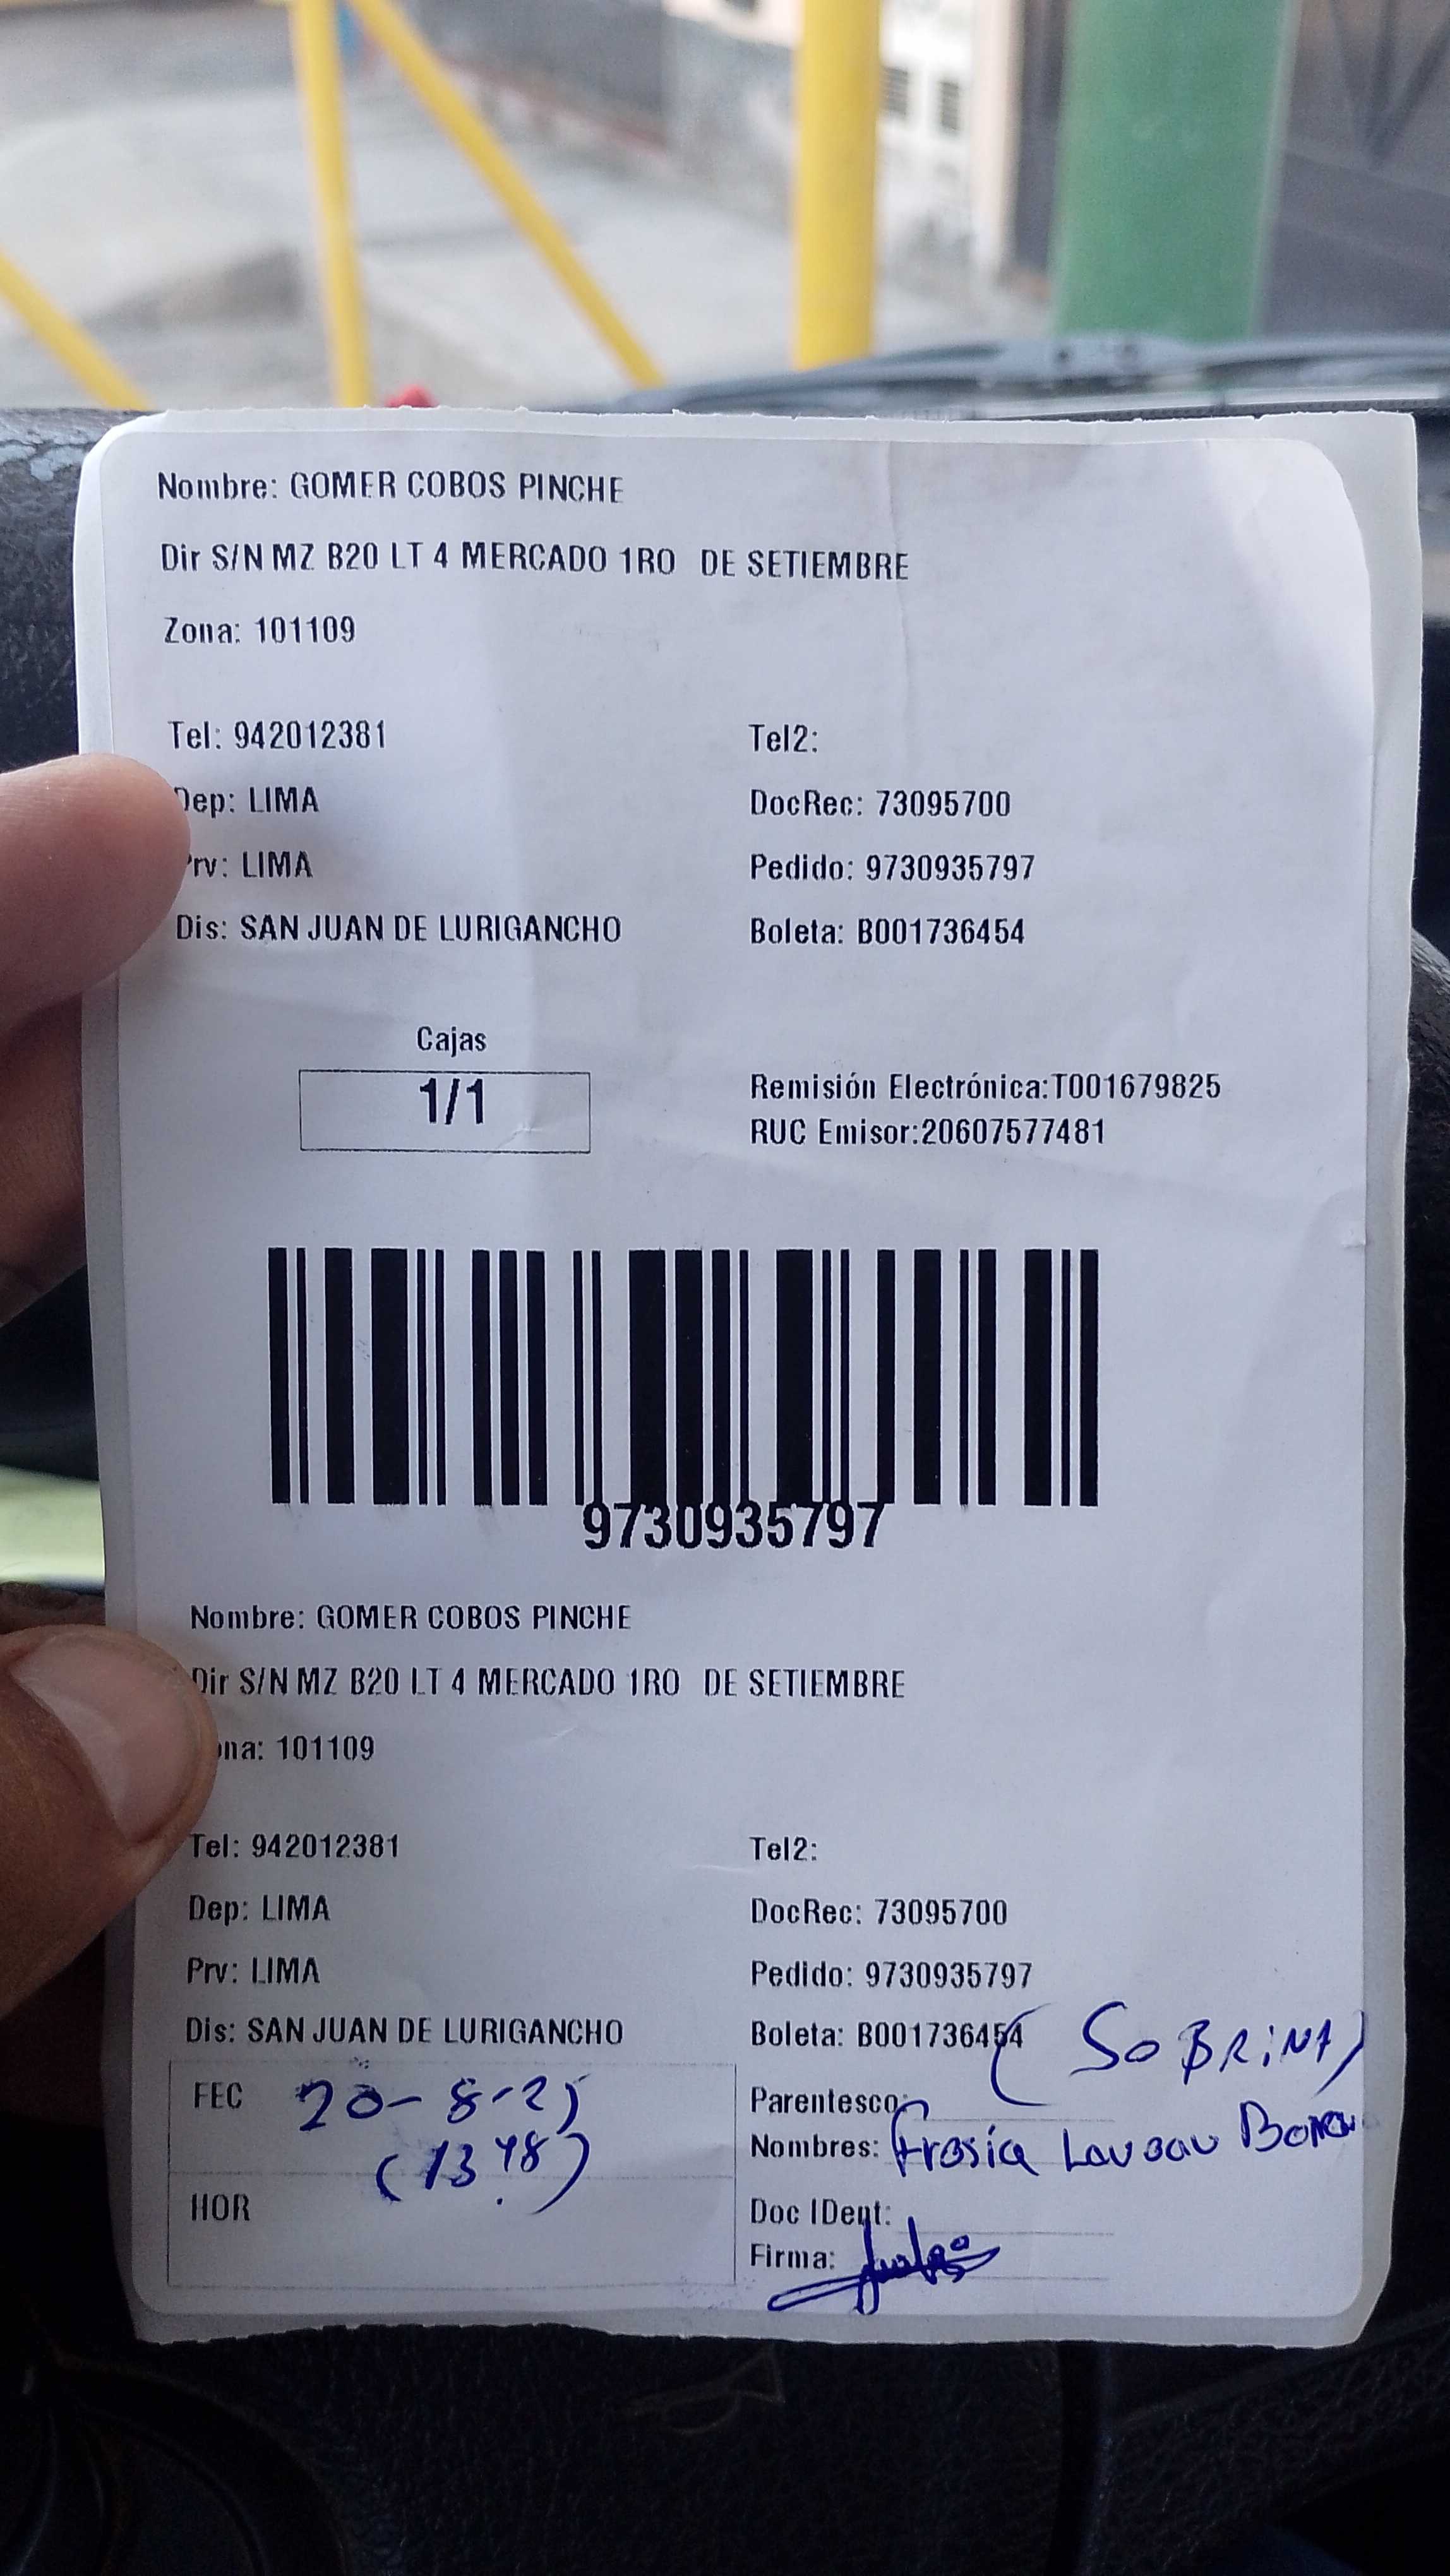 Nombre: GOMER COBOS PINCHE
Dir S/N MZ B20 LT 4 MERCADO 1RO DE SETIEMBRE
Zona: 101109
Tel: 942012381 Tel2:
Dep: LIMA DocRec: 73095700
Prv: LIMA Pedido: 9730935797
Dis: SAN JUAN DE LURIGANCHO Boleta: B001736454
Cajas
1/1
Remisión Electrónica:T001679825
RUC Emisor:20607577481
9730935797
Nombre: GOMER COBOS PINCHE
Dir S/N MZ B20 LT 4 MERCADO 1RO DE SETIEMBRE
ona: 101109
Tel: 942012381 Tel2:
Dep: LIMA DocRec: 73095700
Prv: LIMA Pedido: 9730935797
Dis: SAN JUAN DE LURIGANCHO Boleta: B001736454
FEC 20-8-25 Parentesco: (SOBRINA)
(13.48) Nombres:
HOR Doc IDent:
Firma: